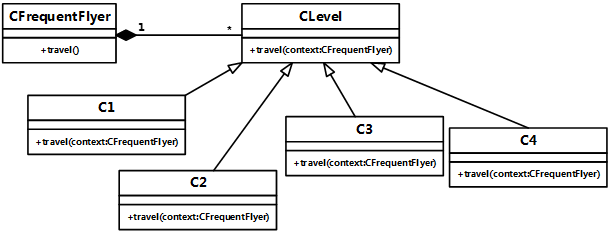 CFrequentFlyer
+travel()
1
*
CLevel
+travel(context:CFrequentFlyer)
C1
+travel(context:CFrequentFlyer)
C2
+travel(context:CFrequentFlyer)
C3
+travel(context:CFrequentFlyer)
C4
+travel(context:CFrequentFlyer)